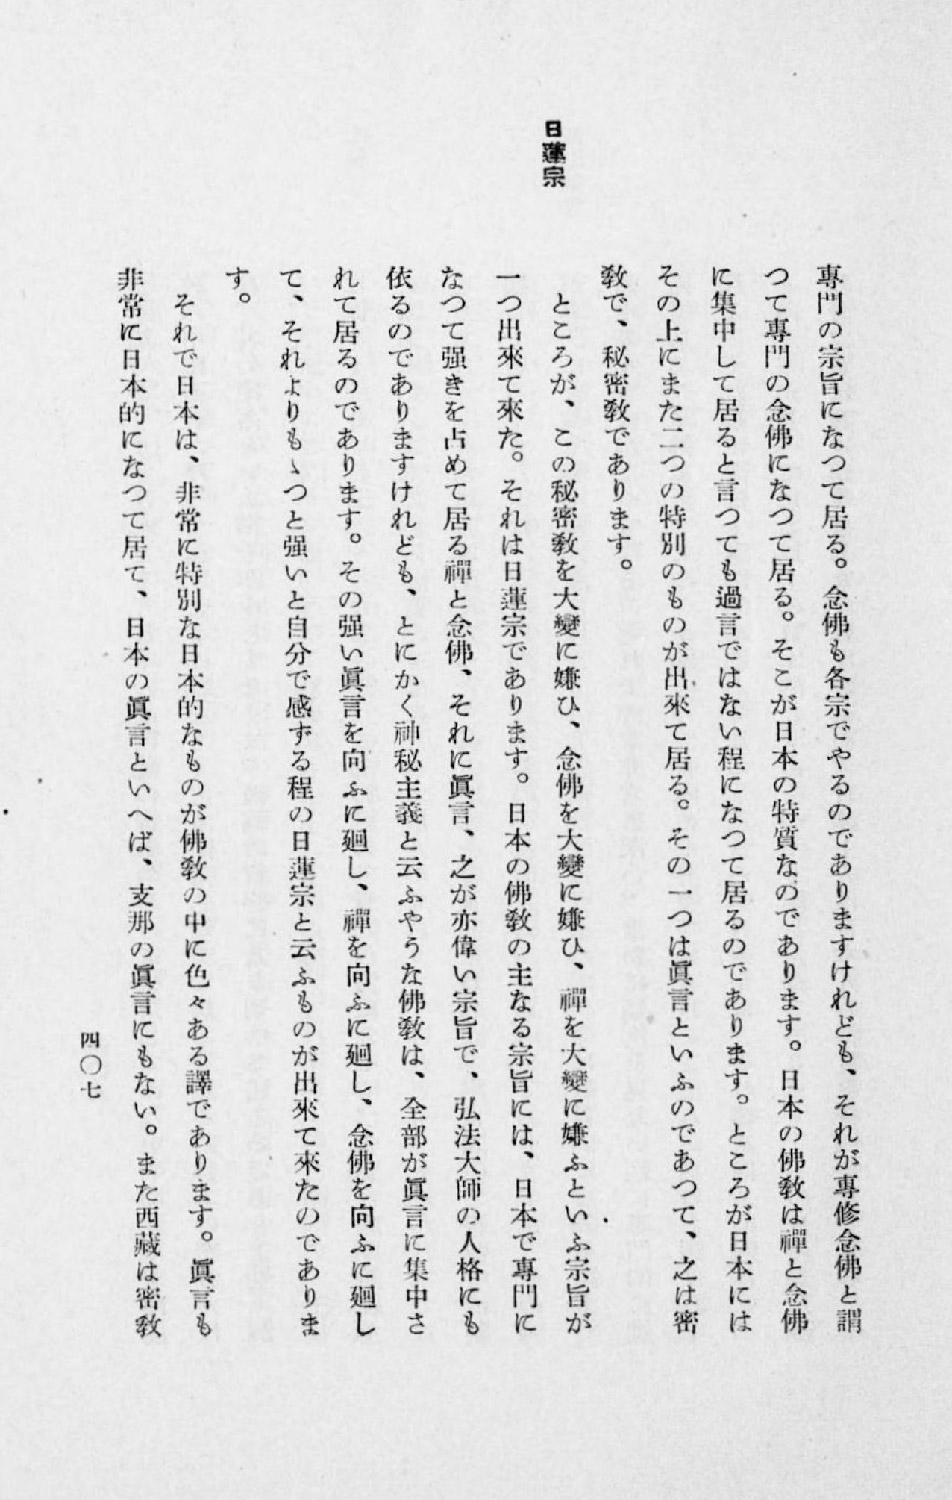 日蓮宗
專門の宗旨になつて居る。念佛も各宗でやるのでありますけれども、それが専修念佛と謂
つて專門の念佛になつて居る。そこが日本の特質なのであります。日本の佛敎は禪と念佛
に集中して居ると言つても過言ではない程になつて居るのであります。ところが日本には
その上にまた二つの特別のものが出來て居る。その一つは眞言といふのであつて、之は密
敎で、秘密敎であります。
ところが、この秘密敎を大變に嫌ひ、念佛を大變に嫌ひ、禪を大變に嫌ふといふ宗旨が
一つ出來て來た。それは日蓮宗であります。日本の佛敎の主なる宗旨には、日本で專門に
なつて强きを占めて居る禪と念佛、それに眞言、之が亦偉い宗旨で、弘法大師の人格にも
依るのでありますけれども、とにかく神秘主義と云ふやうな佛敎は、全部が眞言に集中さ
れて居るのであります。その强い眞言を向ふに廻し、禪を向ふに廻し、念佛を向ふに廻し
て、それよりもゝつと强いと自分で感ずる程の日蓮宗と云ふものが出來て來たのでありま
す。
それで日本は、非常に特別な日本的なものが佛敎の中に色々ある譯であります。眞言も
非常に日本的になつて居て、日本の眞言といへば、支那の眞言にもない。また西藏は密敎
四〇七